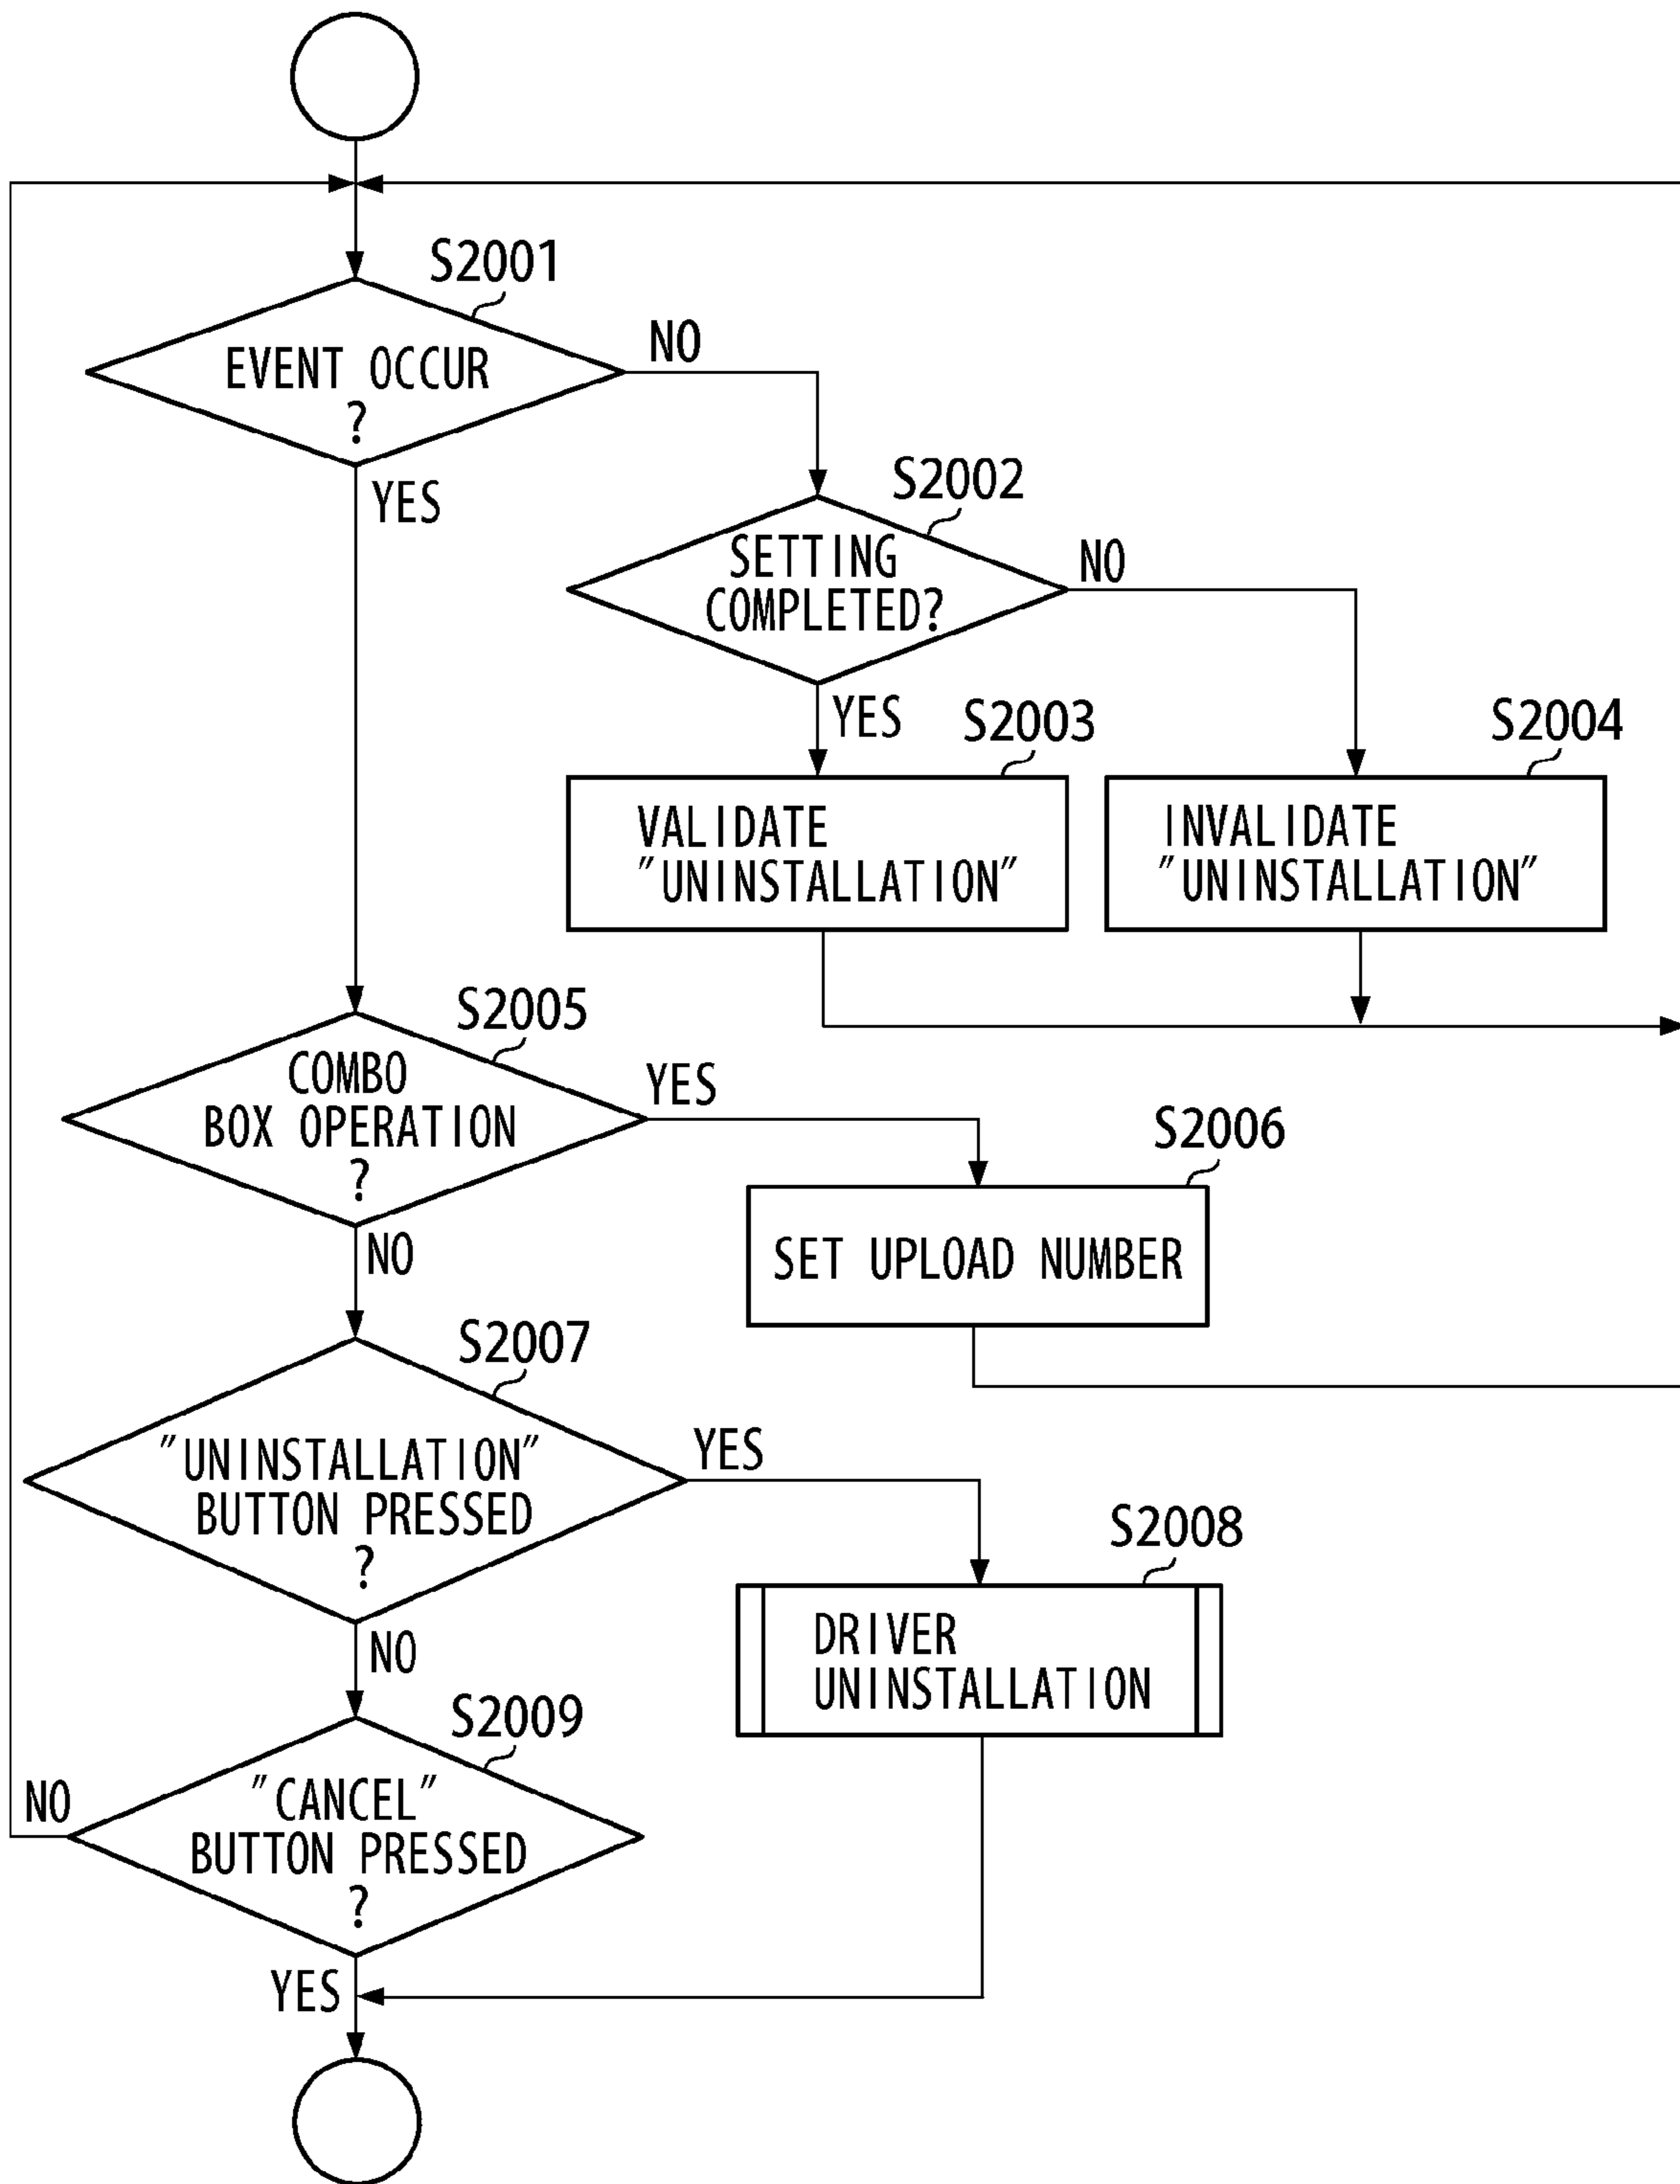 S2001
EVENT OCCUR
?
NO
YES
S2002
SETTING
COMPLETED?
NO
YES
S2003
S2004
VALIDATE
"UNINSTALLATION"
INVALIDATE
"UNINSTALLATION"
S2005
COMBO
BOX OPERATION
?
YES
NO
S2006
SET UPLOAD NUMBER
S2007
"UNINSTALLATION"
BUTTON PRESSED
?
YES
NO
S2008
DRIVER
UNINSTALLATION
S2009
"CANCEL"
BUTTON PRESSED
?
NO
YES